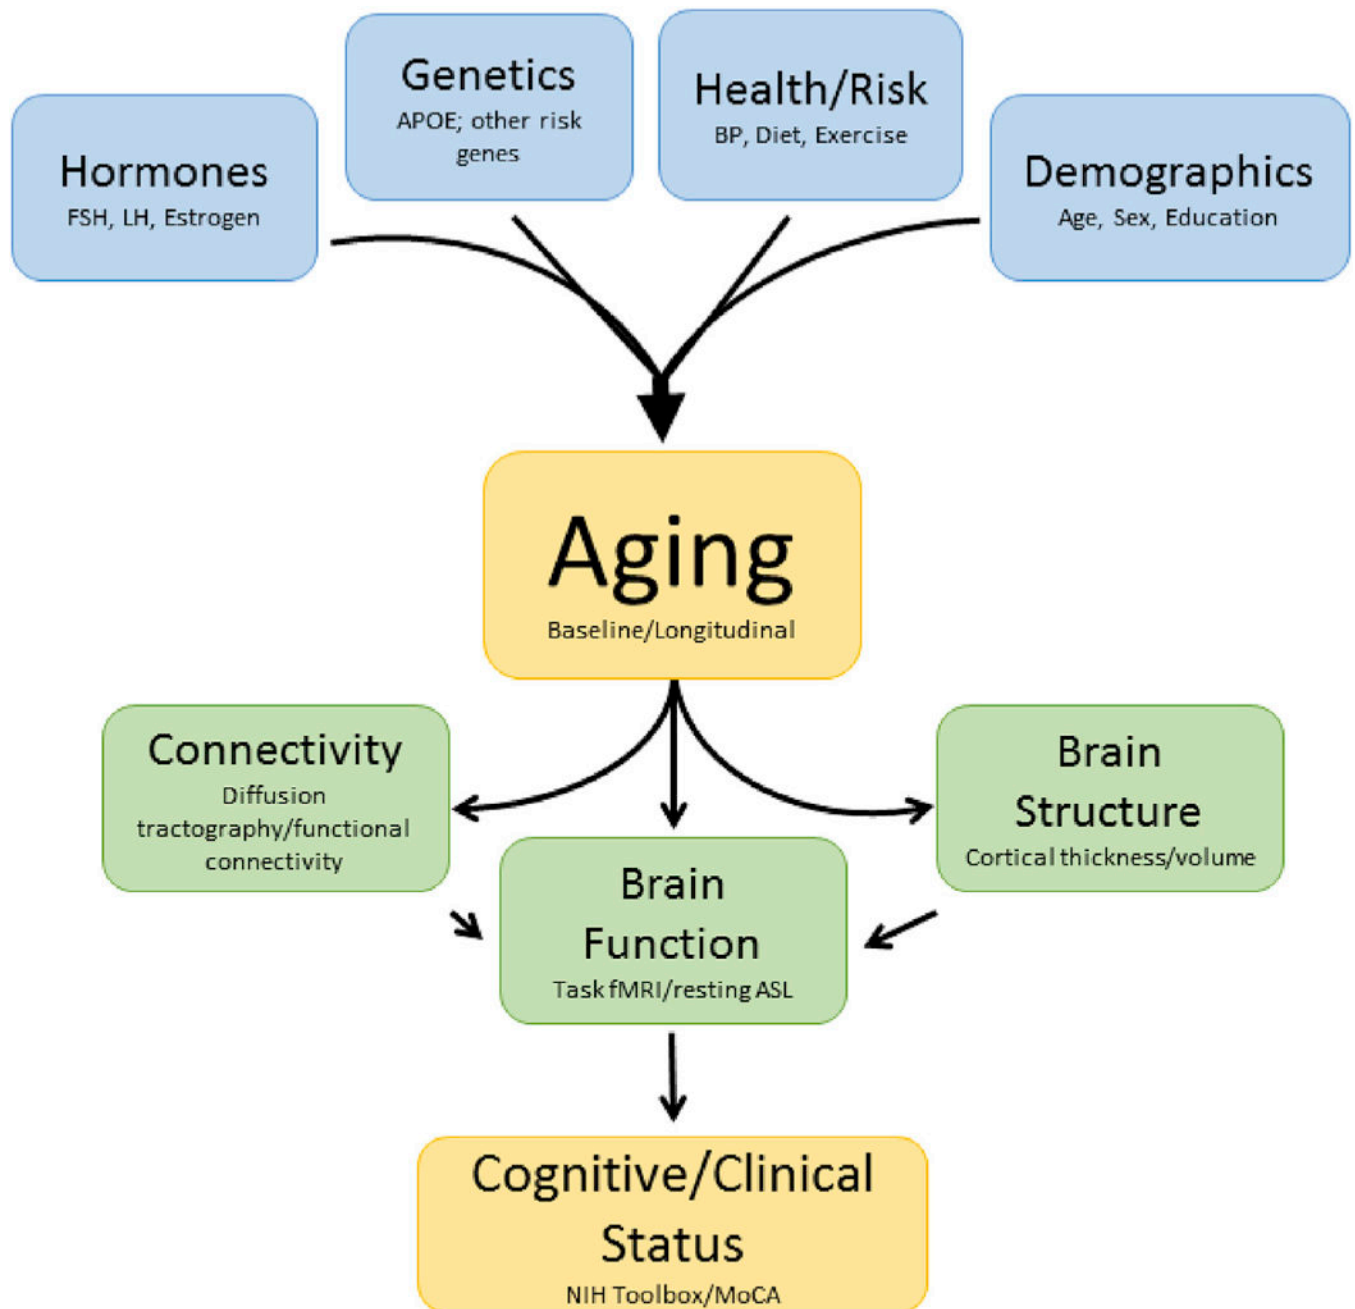 Hormones
FSH, LH, Estrogen
Genetics
APOE; other risk
genes
Health/Risk
BP, Diet, Exercise
Demographics
Age, Sex, Education
Aging
Baseline/Longitudinal
Connectivity
Diffusion
tractography/functional
connectivity
Brain
Function
Task fMRI/resting ASL
Brain
Structure
Cortical thickness/volume
Cognitive/Clinical
Status
NIH Toolbox/MoCA